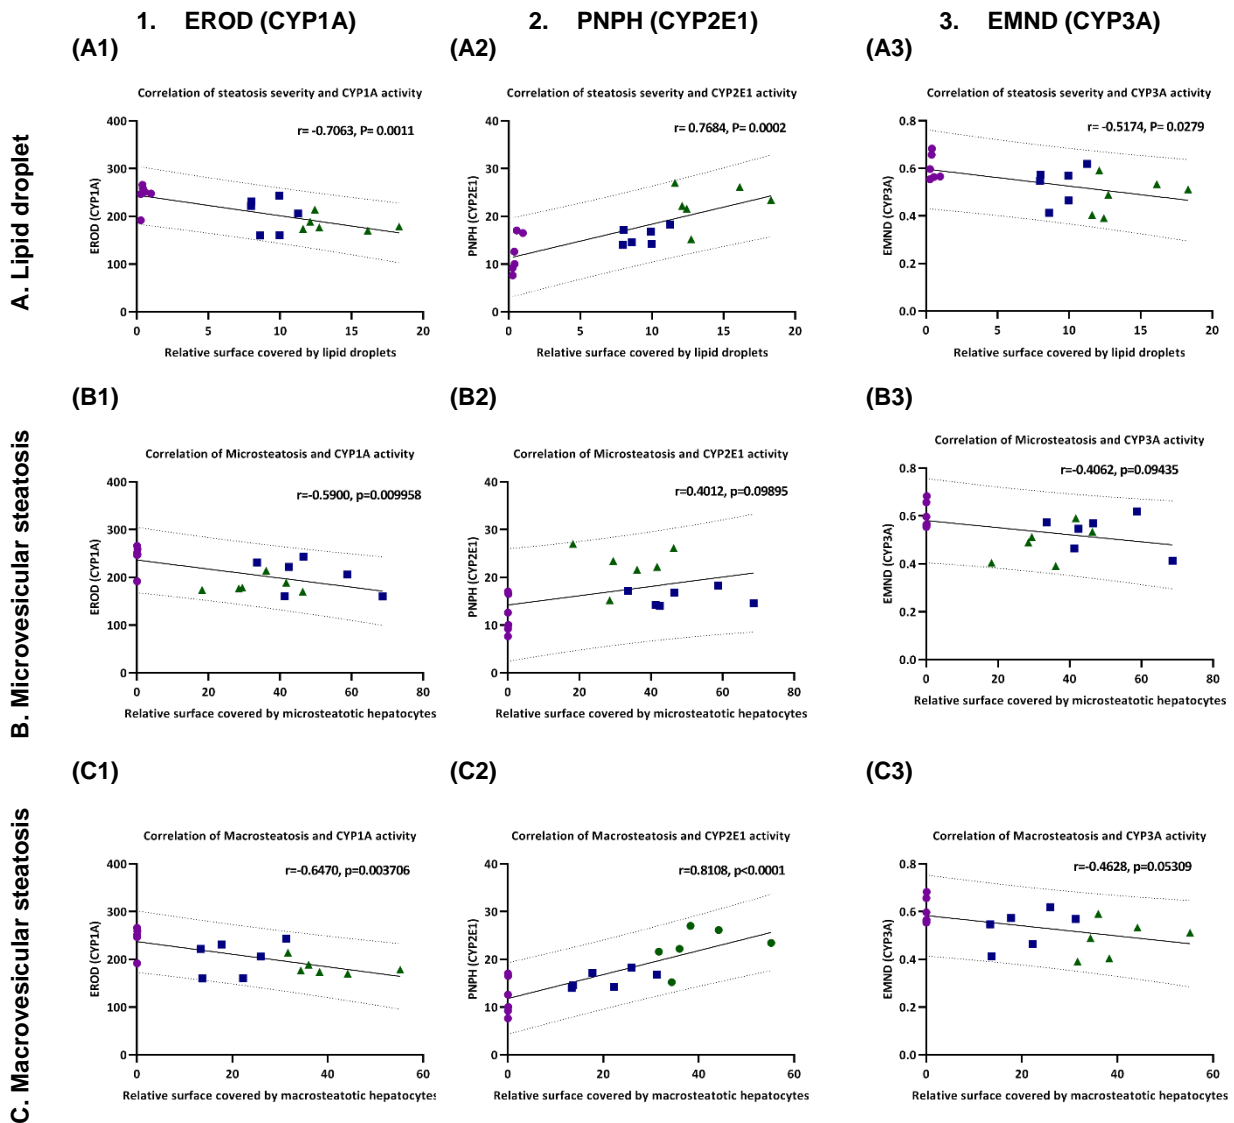 1. EROD (CYP1A)
2. PNPH (CYP2E1)
3. EMND (CYP3A)
A. Lipid droplet
(A1)
Correlation of steatosis severity and CYP1A activity
r= -0.7063, P= 0.0011
EROD (CYP1A)
400
300
200
100
0
0 5 10 15 20
Relative surface covered by lipid droplets
(A2)
Correlation of steatosis severity and CYP2E1 activity
r= 0.7684, P= 0.0002
PNPH (CYP2E1)
40
30
20
10
0
0 5 10 15 20
Relative surface covered by lipid droplets
(A3)
Correlation of steatosis severity and CYP3A activity
r= -0.5174, P= 0.0279
EMND (CYP3A)
0.8
0.6
0.4
0.2
0.0
0 5 10 15 20
Relative surface covered by lipid droplets
B. Microvesicular steatosis
(B1)
Correlation of Microsteatosis and CYP1A activity
r=-0.5900, p=0.009958
EROD (CYP1A)
400
300
200
100
0
0 20 40 60 80
Relative surface covered by microsteatotic hepatocytes
(B2)
Correlation of Microsteatosis and CYP2E1 activity
r=0.4012, p=0.09895
PNPH (CYP2E1)
40
30
20
10
0
0 20 40 60 80
Relative surface covered by microsteatotic hepatocytes
(B3)
Correlation of Microsteatosis and CYP3A activity
r=-0.4062, p=0.09435
EMND (CYP3A)
0.8
0.6
0.4
0.2
0.0
0 20 40 60 80
Relative surface covered by microsteatotic hepatocytes
C. Macrovesicular steatosis
(C1)
Correlation of Macrosteatosis and CYP1A activity
r=-0.6470, p=0.003706
EROD (CYP1A)
400
300
200
100
0
0 20 40 60
Relative surface covered by macrosteatotic hepatocytes
(C2)
Correlation of Macrosteatosis and CYP2E1 activity
r=0.8108, p<0.0001
PNPH (CYP2E1)
40
30
20
10
0
0 20 40 60
Relative surface covered by macrosteatotic hepatocytes
(C3)
Correlation of Macrosteatosis and CYP3A activity
r=-0.4628, p=0.05309
EMND (CYP3A)
0.8
0.6
0.4
0.2
0.0
0 20 40 60
Relative surface covered by macrosteatotic hepatocytes